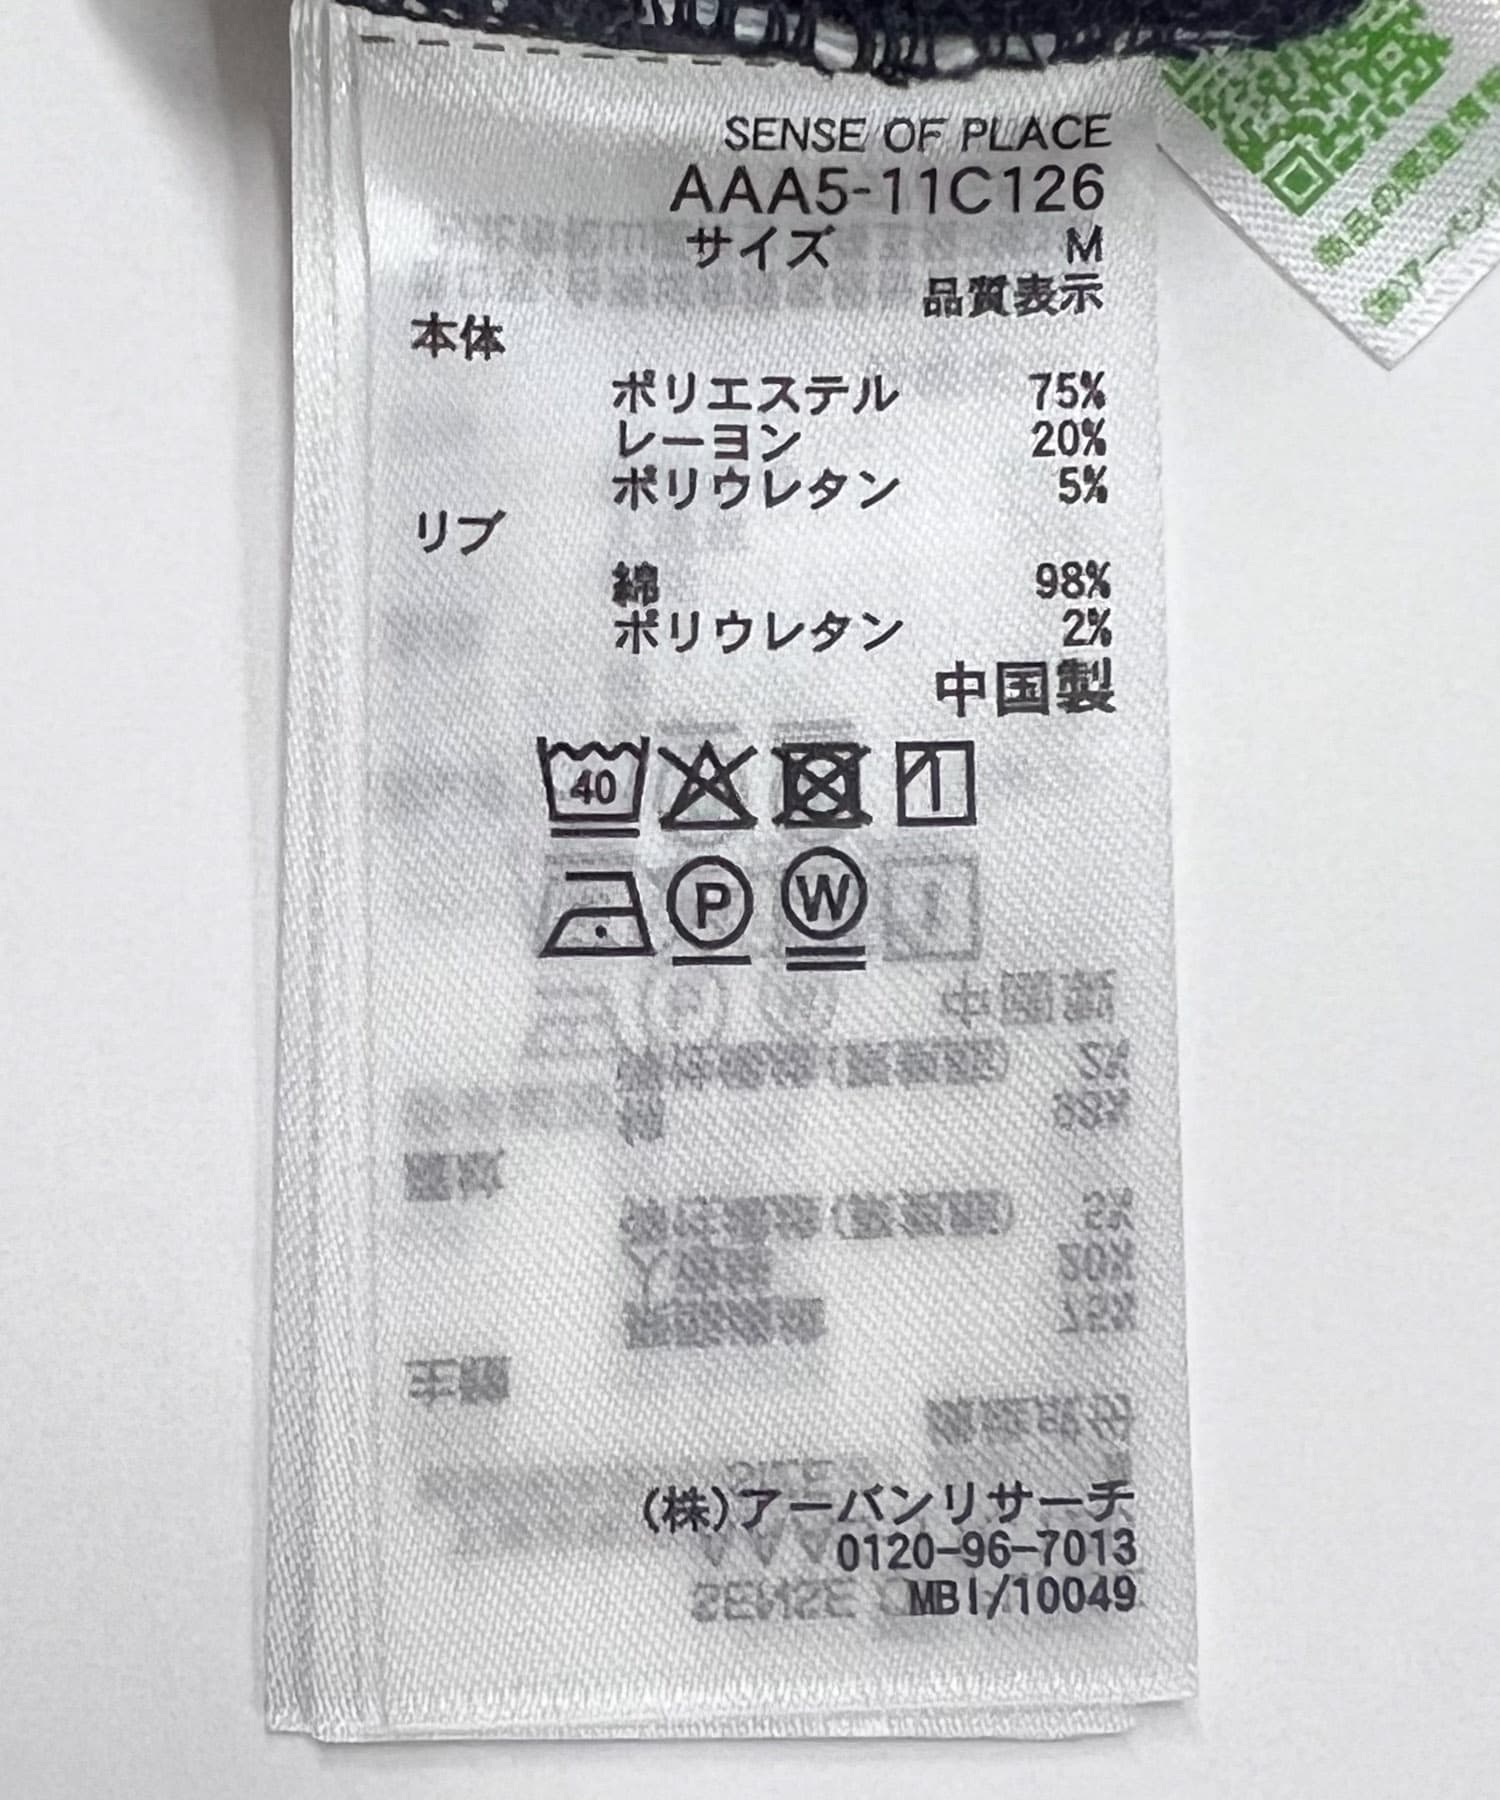 SENSE OF PLACE
AAA5-11C126
サイズ M
品質表示
本体
ポリエステル 75%
レーヨン 20%
ポリウレタン 5%
リブ
綿 98%
ポリウレタン 2%
中国製
40
P W
(株)アーバンリサーチ
0120-96-7013
MBI/10049